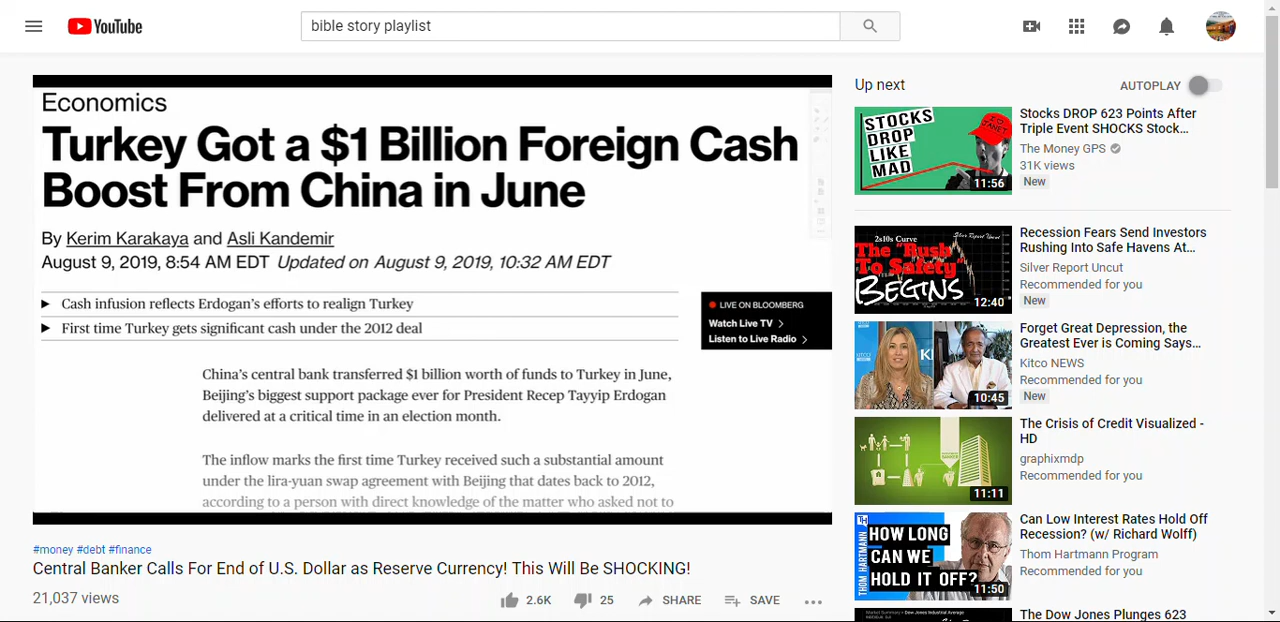 YouTube
bible story playlist
Economics
Turkey Got a $1 Billion Foreign Cash
Boost From China in June
By Kerim Karakaya and Asli Kandemir
August 9, 2019, 8:34 AM EDT Updated on August 9, 2019, 10:32 AM EDT
Cash infusion reflects Erdogan's efforts to realign Turkey
First time Turkey gets significant cash under the 2012 deal
LIVE ON BLOOMBERG
Watch Live TV
Listen to Live Radio
China's central bank transferred $1 billion worth of funds to Turkey in June,
Beijing's biggest support package ever for President Recep Tayyip Erdogan
delivered at a critical time in an election month.
The inflow marks the first time Turkey received such a substantial amount
under the lira-yuan swap agreement with Beijing that dates back to 2012,
according to a person with direct knowledge of the matter who asked not to
#money #debt #finance
Central Banker Calls For End of U.S. Dollar as Reserve Currency! This Will Be SHOCKING!
21,037 views
2.6K
25
SHARE
SAVE
Up next
AUTOPLAY
STOCKS
DROP
LIKE
MAD
11:56
Stocks DROP 623 Points After
Triple Event SHOCKS Stock...
The Money GPS
31K views
New
2s10s Curve
Silver Report Uncut
The "Rush
To Safety"
BEGINS
12:40
Recession Fears Send Investors
Rushing Into Safe Havens At...
Silver Report Uncut
Recommended for you
New
10:45
Forget Great Depression, the
Greatest Ever is Coming Says...
Kitco NEWS
Recommended for you
New
11:11
The Crisis of Credit Visualized -
HD
graphixmdp
Recommended for you
TH
THOM HARTMANN
HOW LONG
CAN WE
HOLD IT OFF?
11:50
Can Low Interest Rates Hold Off
Recession? (w/ Richard Wolff)
Thom Hartmann Program
Recommended for you
The Dow Jones Plunges 623